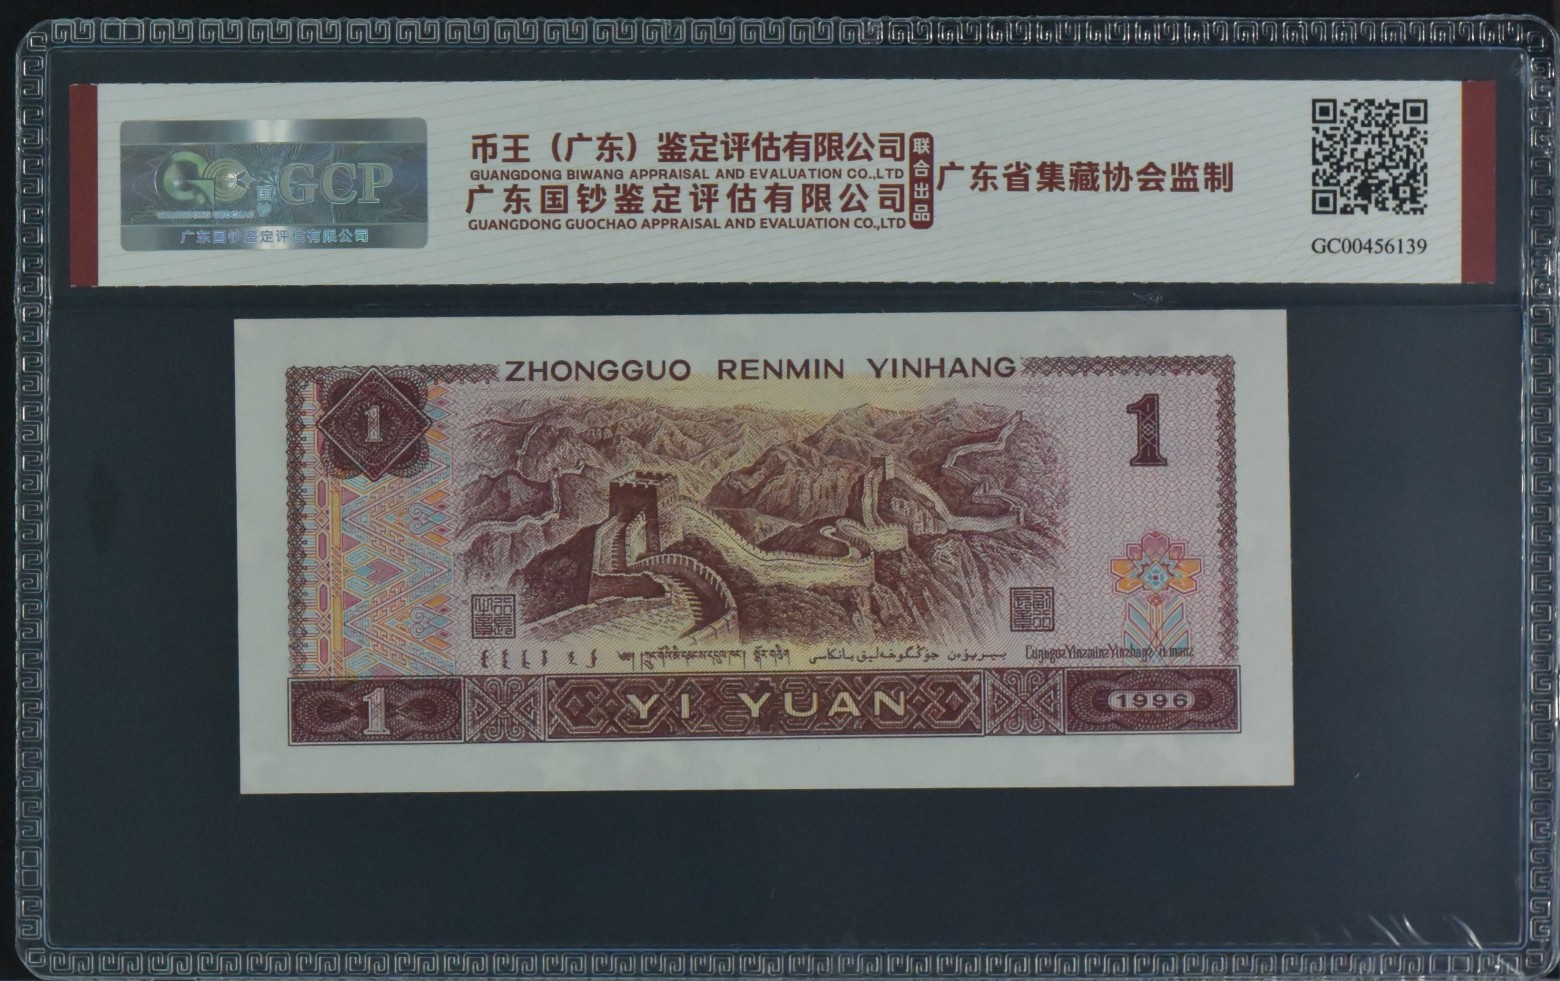 GCP
国钞
广东国钞鉴定评估有限公司
币王（广东）鉴定评估有限公司
GUANGDONG BIWANG APPRAISAL AND EVALUATION CO.,LTD
广东国钞鉴定评估有限公司
GUANGDONG GUOCHAO APPRAISAL AND EVALUATION CO.,LTD
联合出品
广东省集藏协会监制
GC00456139
ZHONGGUO RENMIN YINHANG
1
1
1
YI YUAN
1996